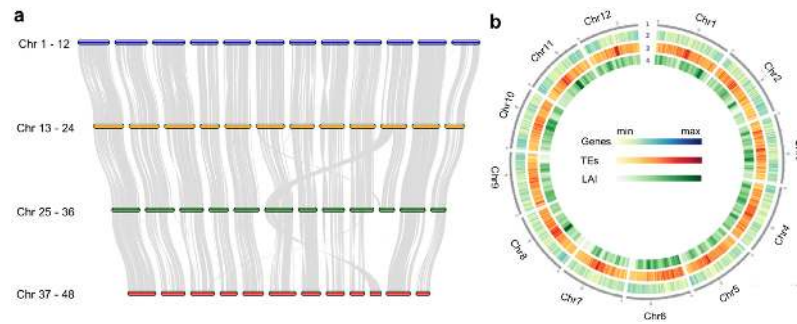 a
Chr 1 - 12
Chr 13 - 24
Chr 25 - 36
Chr 37 - 48
b
1
2
3
4
Chr1
Chr2
Chr4
Chr5
Chr6
Chr7
Chr8
Chr9
Chr10
Chr11
Chr12
min max
Genes
TEs
LAI